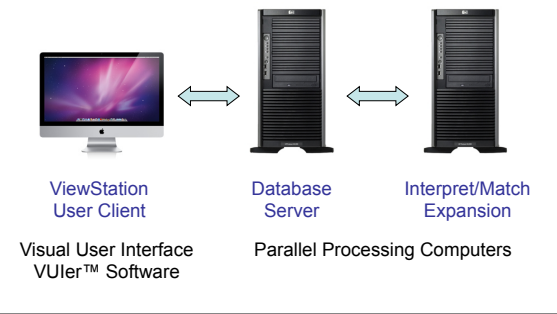 ViewStation
User Client
Database
Server
Interpret/Match
Expansion
Visual User Interface
VUIer™ Software
Parallel Processing Computers